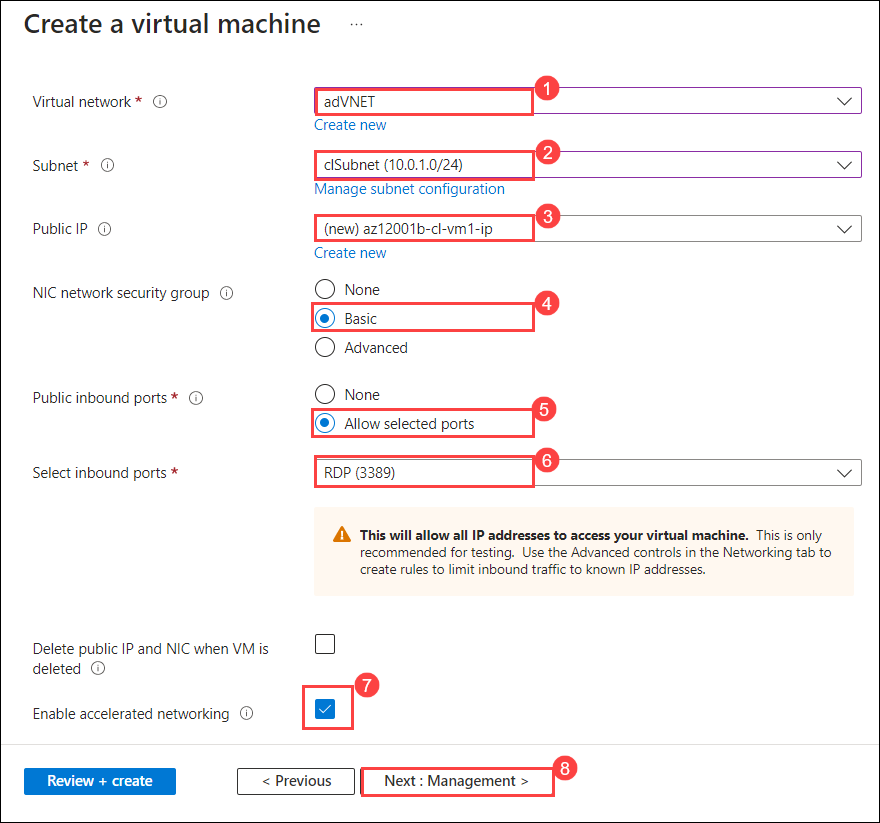 Create a virtual machine ...
Virtual network *
adVNET
1
Create new
Subnet *
clSubnet (10.0.1.0/24)
2
Manage subnet configuration
Public IP
(new) az12001b-cl-vm1-ip
3
Create new
NIC network security group
None
Basic
4
Advanced
Public inbound ports *
None
Allow selected ports
5
Select inbound ports *
RDP (3389)
6
This will allow all IP addresses to access your virtual machine. This is only
recommended for testing. Use the Advanced controls in the Networking tab to
create rules to limit inbound traffic to known IP addresses.
Delete public IP and NIC when VM is
deleted
Enable accelerated networking
7
Review + create
< Previous
Next : Management >
8